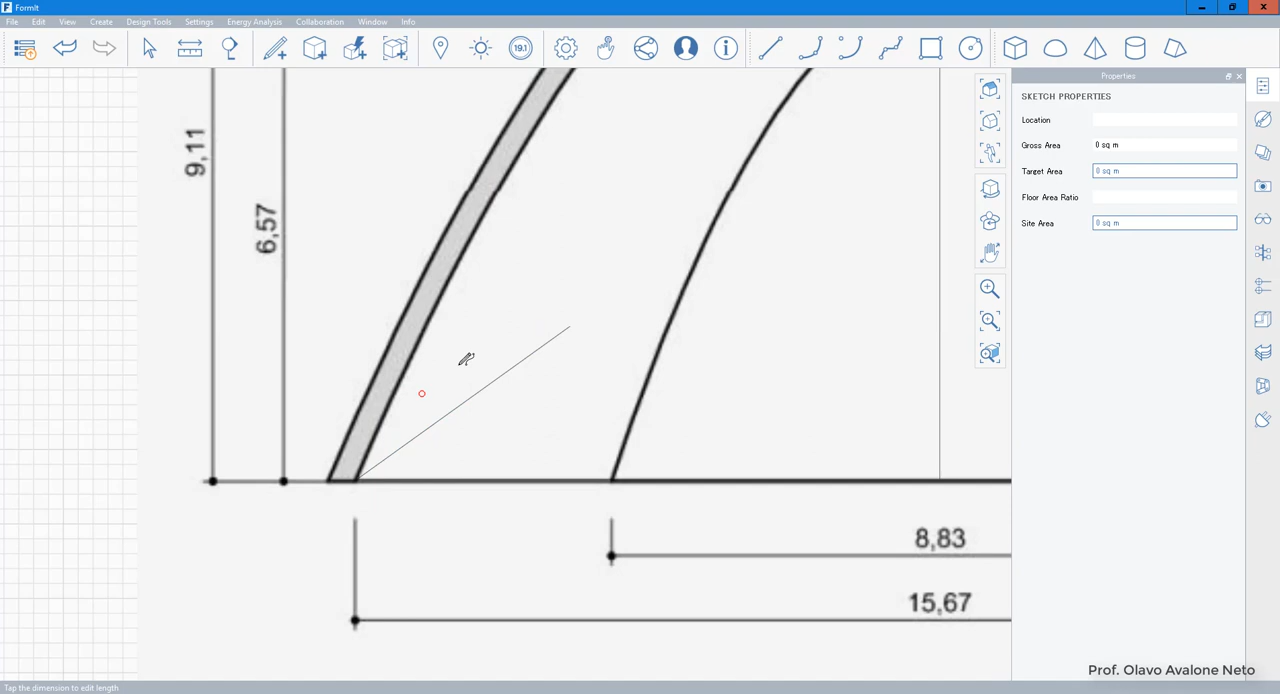 FormIt
File Edit View Create Design Tools Settings Energy Analysis Collaboration Window Info
19.1
Properties
SKETCH PROPERTIES
Location
Gross Area 0 sq m
Target Area 0 sq m
Floor Area Ratio
Site Area 0 sq m
9,11
6,57
8,83
15,67
Prof. Olavo Avalone Neto
Tap the dimension to edit length